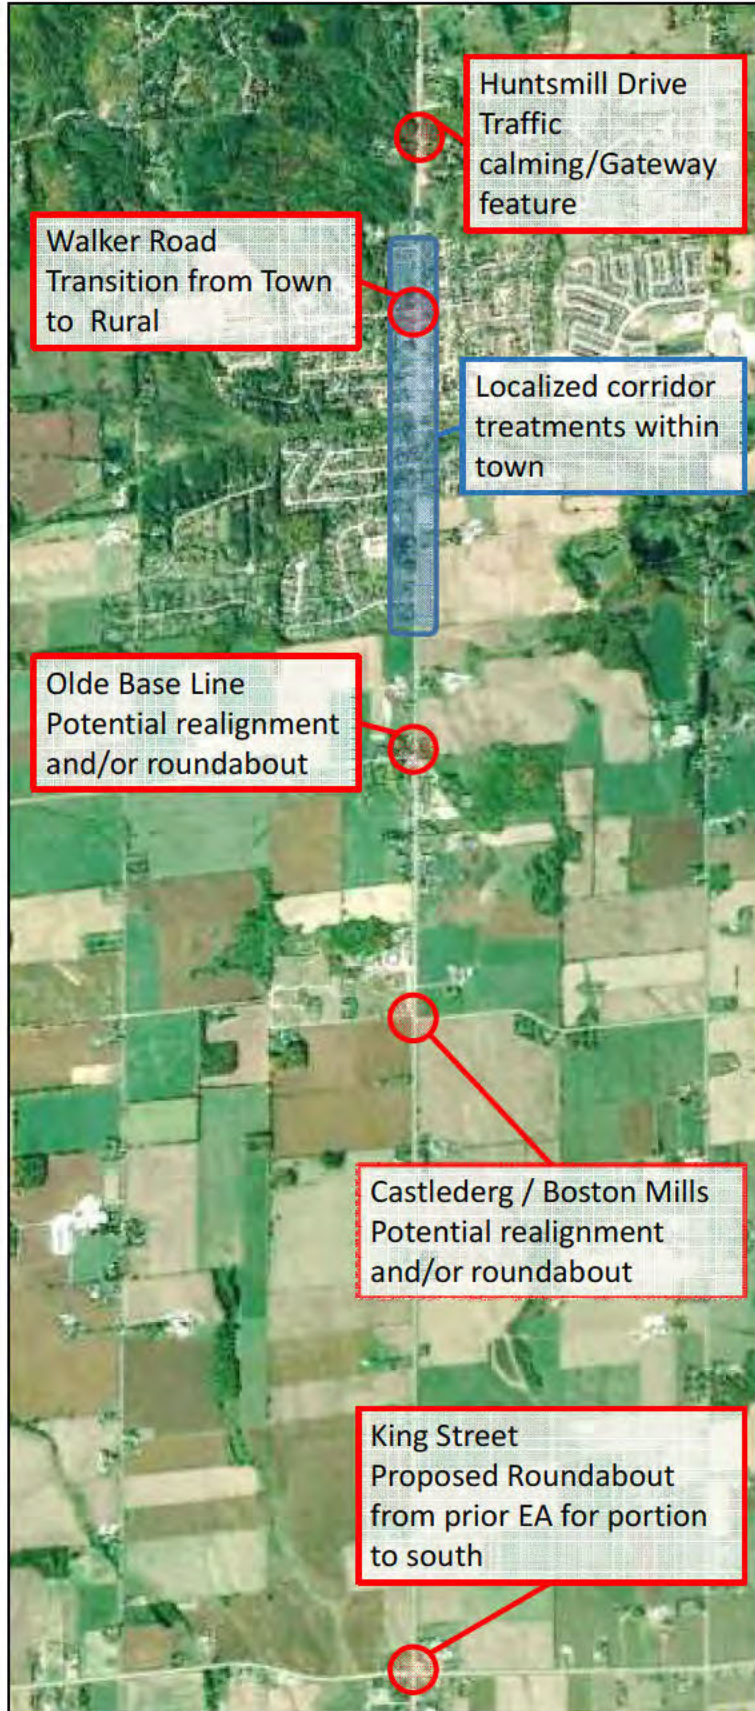 Huntsmill Drive
Traffic
calming/Gateway
feature
Walker Road
Transition from Town
to Rural
Localized corridor
treatments within
town
Olde Base Line
Potential realignment
and/or roundabout
Castlederg / Boston Mills
Potential realignment
and/or roundabout
King Street
Proposed Roundabout
from prior EA for portion
to south